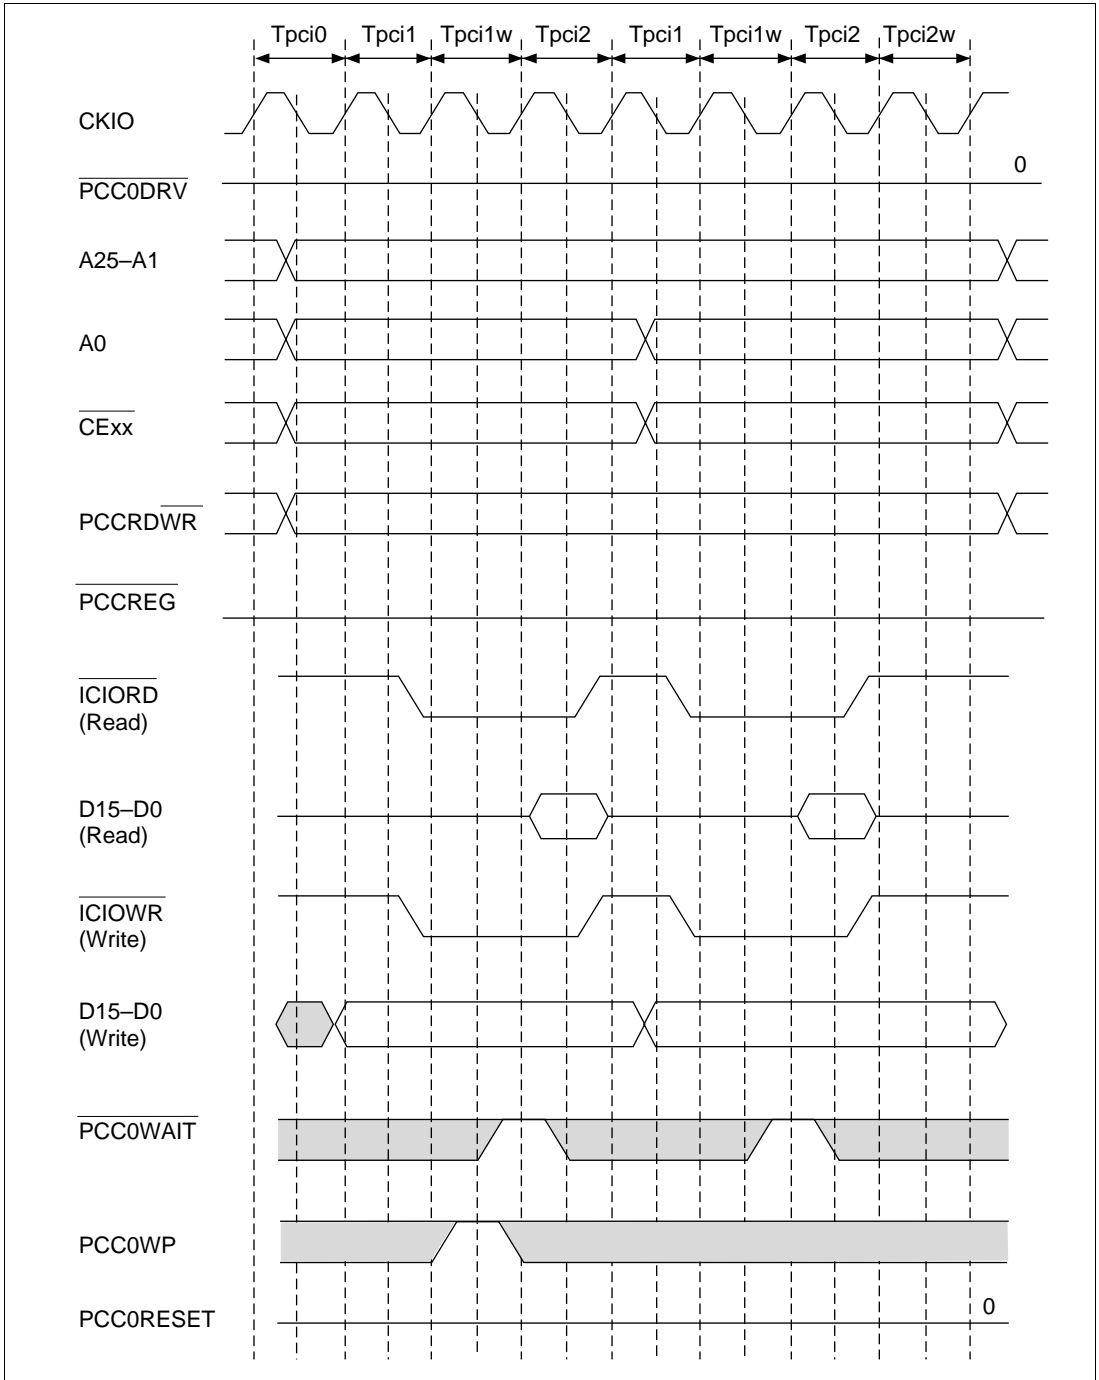 Tpci0 Tpci1 Tpci1w Tpci2 Tpci1 Tpci1w Tpci2 Tpci2w
CKIO
0
PCC0DRV
A25–A1
A0
CExx
PCCRDWR
PCCREG
ICIORD
(Read)
D15–D0
(Read)
ICIOWR
(Write)
D15–D0
(Write)
PCC0WAIT
PCC0WP
0
PCC0RESET